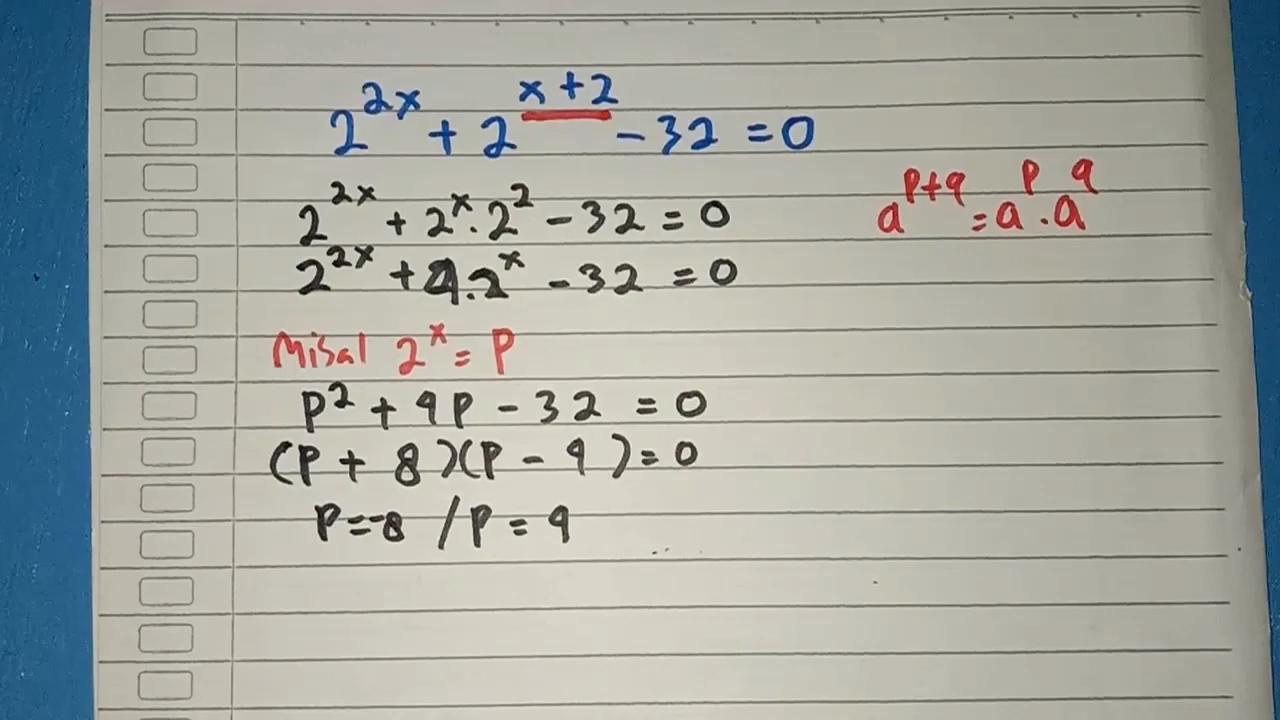 2^{2x} + 2^{x+2} - 32 = 0
2^{2x} + 2^x . 2^2 - 32 = 0
a^{p+q} = a^p . a^q
2^{2x} + 4.2^x - 32 = 0
Misal 2^x = P
P^2 + 4P - 32 = 0
(P + 8)(P - 4) = 0
P = -8 / P = 4